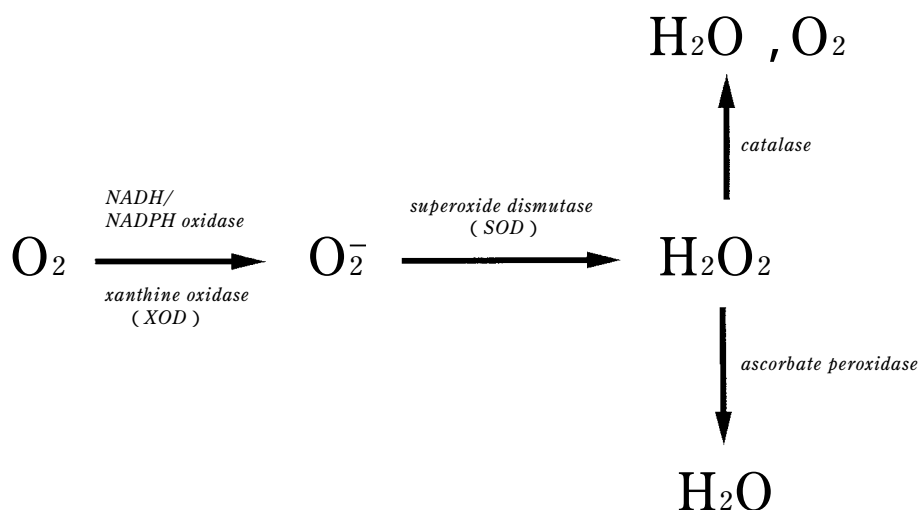 H₂O , O₂
catalase
NADH/
NADPH oxidase
superoxide dismutase
( SOD )
O₂
O₂⁻
H₂O₂
xanthine oxidase
( XOD )
ascorbate peroxidase
H₂O